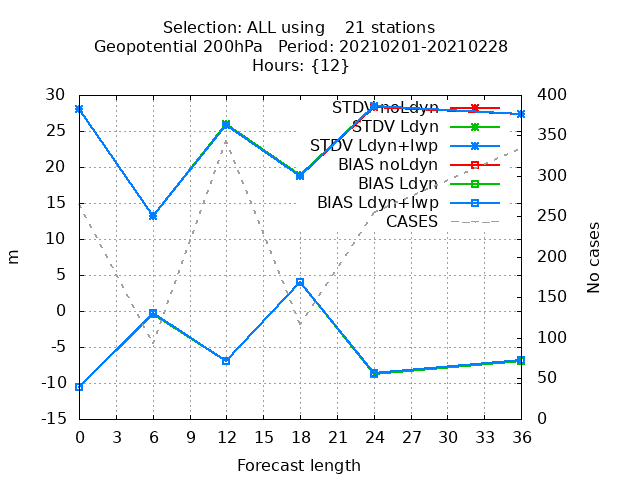 Selection: ALL using    21 stations
Geopotential 200hPa   Period: 20210201-20210228
Hours: {12}
30
25
20
15
10
5
0
-5
-10
-15
m
400
350
300
250
200
150
100
50
0
No cases
STDV noLdyn
STDV Ldyn
STDV Ldyn+lwp
BIAS noLdyn
BIAS Ldyn
BIAS Ldyn+lwp
CASES
0 3 6 9 12 15 18 21 24 27 30 33 36
Forecast length